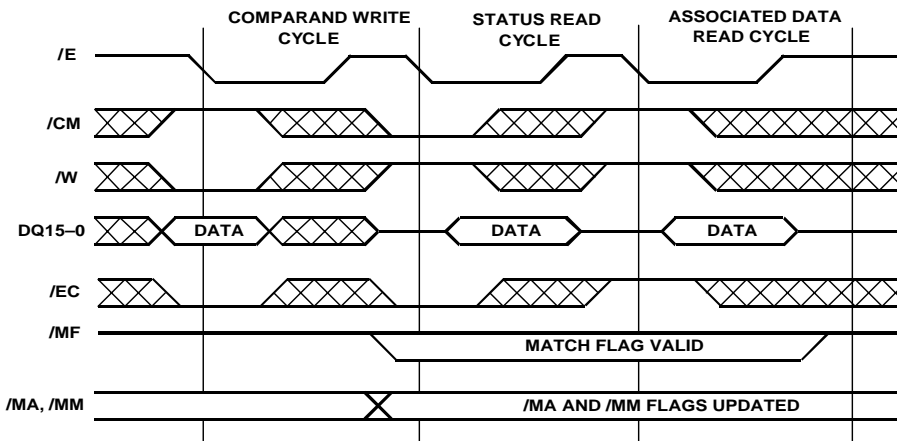 COMPARAND WRITE
CYCLE
STATUS READ
CYCLE
ASSOCIATED DATA
READ CYCLE
/E
/CM
/W
DQ15–0
DATA
DATA
DATA
/EC
/MF
MATCH FLAG VALID
/MA, /MM
/MA AND /MM FLAGS UPDATED